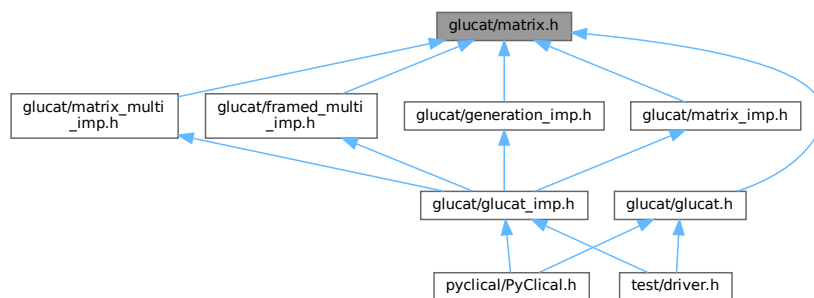 glucat/matrix.h
glucat/matrix_multi
_imp.h
glucat/framed_multi
_imp.h
glucat/generation_imp.h
glucat/matrix_imp.h
glucat/glucat_imp.h
glucat/glucat.h
pyclical/PyClical.h
test/driver.h